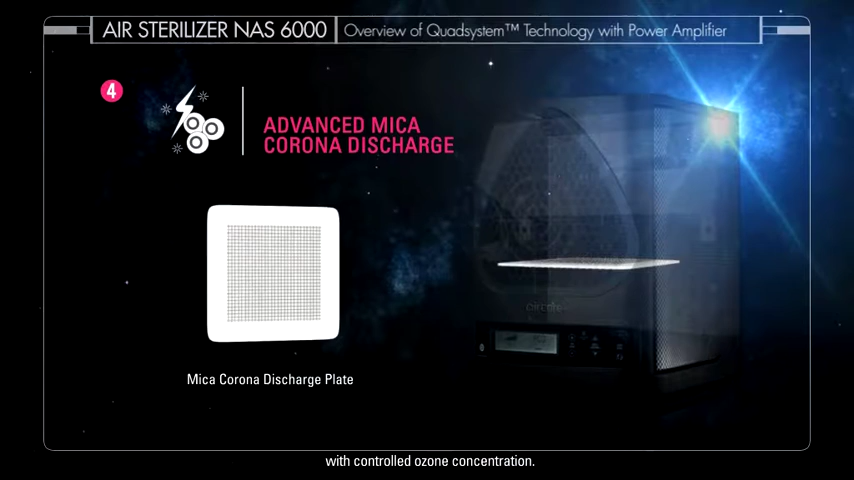 AIR STERILIZER NAS 6000
Overview of Quadsystem™ Technology with Power Amplifier
4
ADVANCED MICA
CORONA DISCHARGE
Mica Corona Discharge Plate
with controlled ozone concentration.